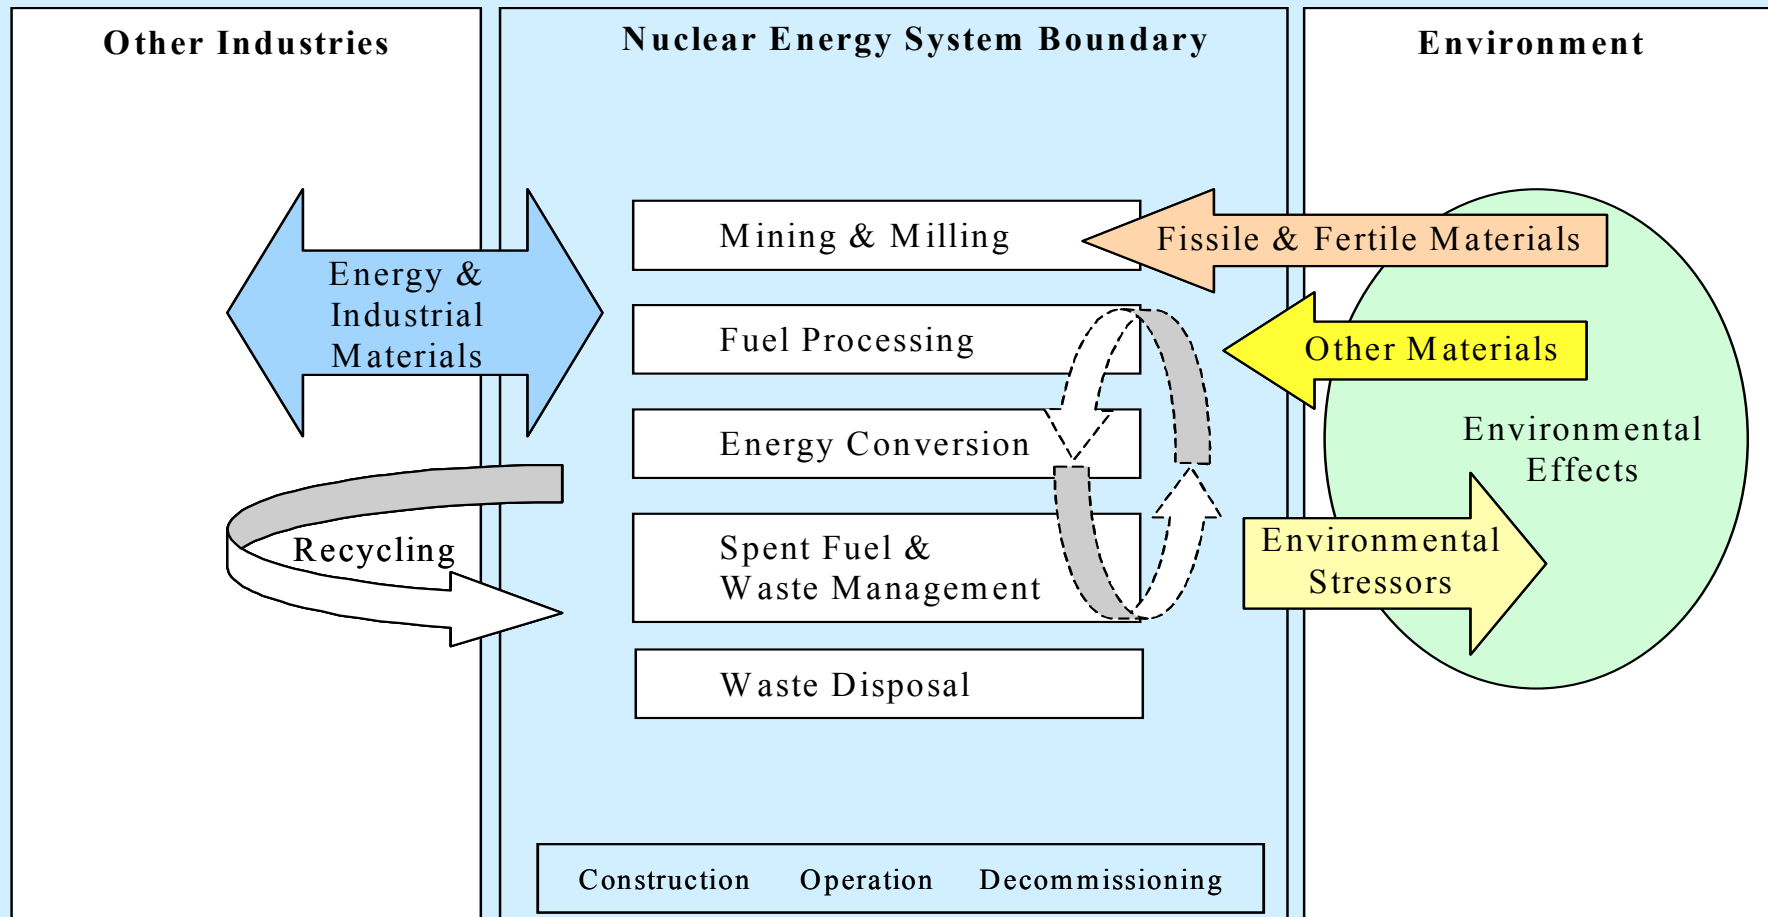 Other Industries
Nuclear Energy System Boundary
Environment
Energy &
Industrial
Materials
Recycling
Mining & Milling
Fuel Processing
Energy Conversion
Spent Fuel &
Waste Management
Waste Disposal
Construction Operation Decommissioning
Fissile & Fertile Materials
Other Materials
Environmental
Effects
Environmental
Stressors